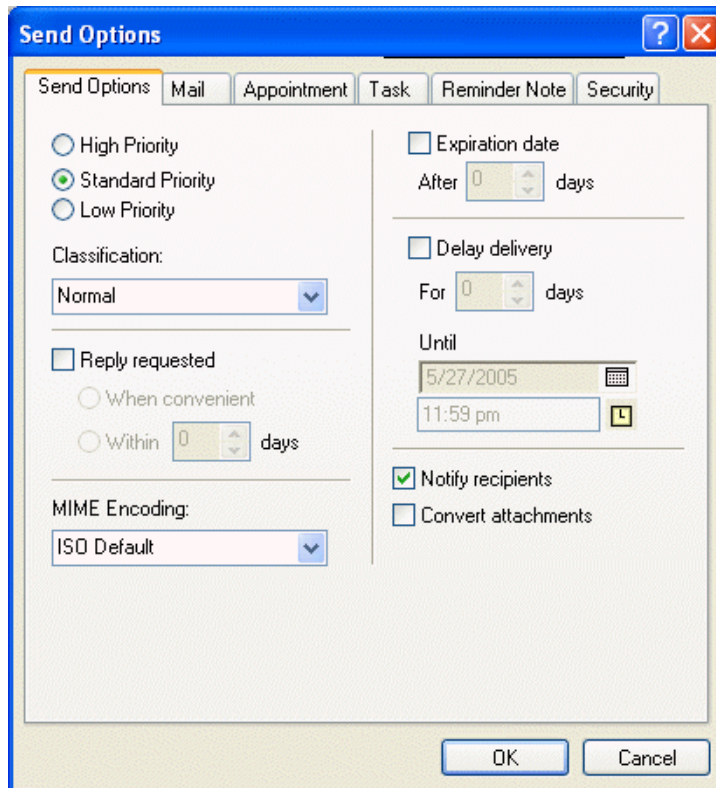 Send Options
Send Options Mail Appointment Task Reminder Note Security
High Priority
Standard Priority
Low Priority
Classification:
Normal
Reply requested
When convenient
Within 0 days
MIME Encoding:
ISO Default
Expiration date
After 0 days
Delay delivery
For 0 days
Until
5/27/2005
11:59 pm
Notify recipients
Convert attachments
OK Cancel